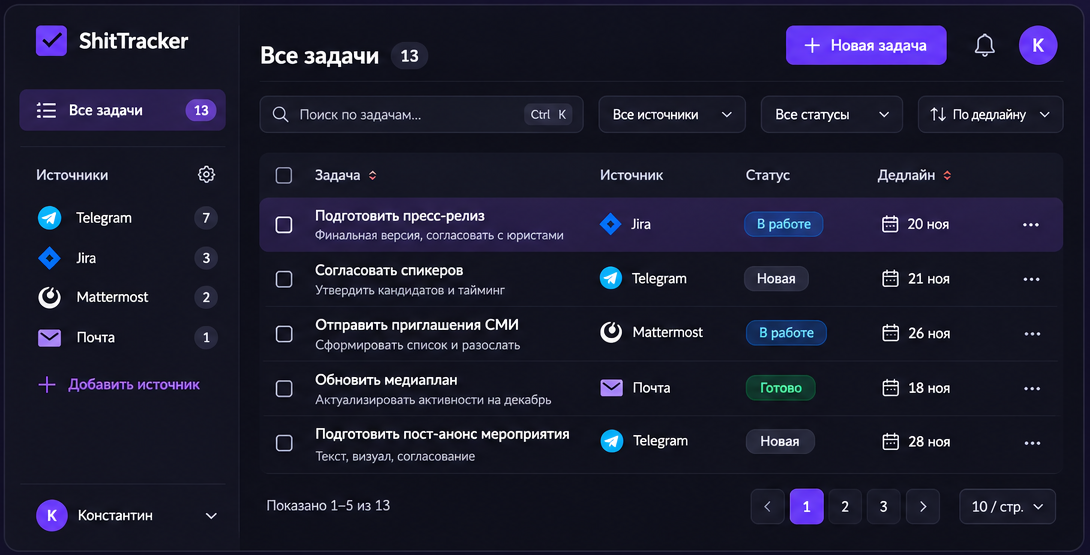 ShitTracker
Все задачи 13
Источники
Telegram 7
Jira 3
Mattermost 2
Почта 1
+ Добавить источник
K Константин
Все задачи 13
+ Новая задача
K
Поиск по задачам... Ctrl K
Все источники
Все статусы
По дедлайну
Задача Источник Статус Дедлайн
Подготовить пресс-релиз Jira В работе 20 ноя
Финальная версия, согласовать с юристами
Согласовать спикеров Telegram Новая 21 ноя
Утвердить кандидатов и тайминг
Отправить приглашения СМИ Mattermost В работе 26 ноя
Сформировать список и разослать
Обновить медиаплан Почта Готово 18 ноя
Актуализировать активности на декабрь
Подготовить пост-анонс мероприятия Telegram Новая 28 ноя
Текст, визуал, согласование
Показано 1–5 из 13
1 2 3
10 / стр.